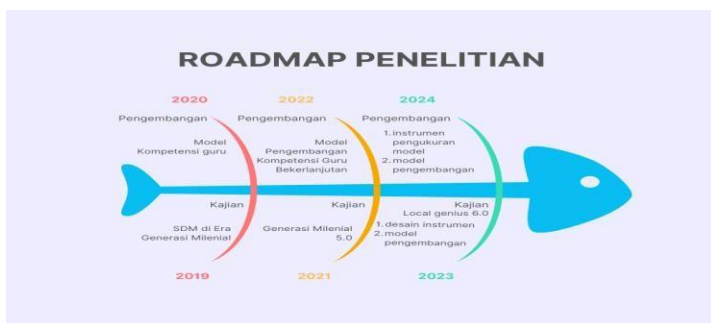 ROADMAP PENELITIAN
2020
Pengembangan
Model
Kompetensi guru
2022
Pengembangan
Model
Pengembangan
Kompetensi Guru
Bekerlanjutan
2024
Pengembangan
1. instrumen
pengukuran
model
2. model
pengembangan
Kajian
SDM di Era
Generasi Milenial
2019
Kajian
Generasi Milenial
5.0
2021
Kajian
Local genius 6.0
1. desain instrumen
2. model
pengembangan
2023